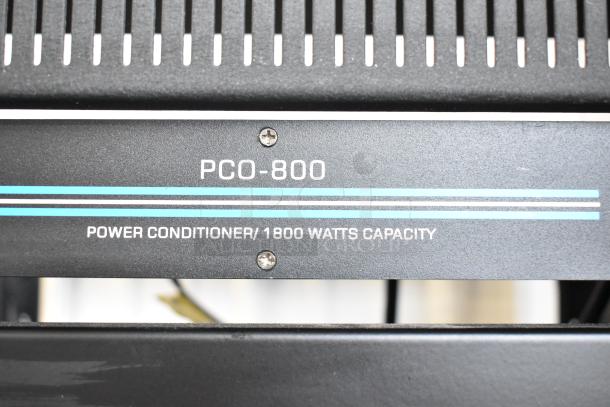 PCO-800
POWER CONDITIONER/ 1800 WATTS CAPACITY